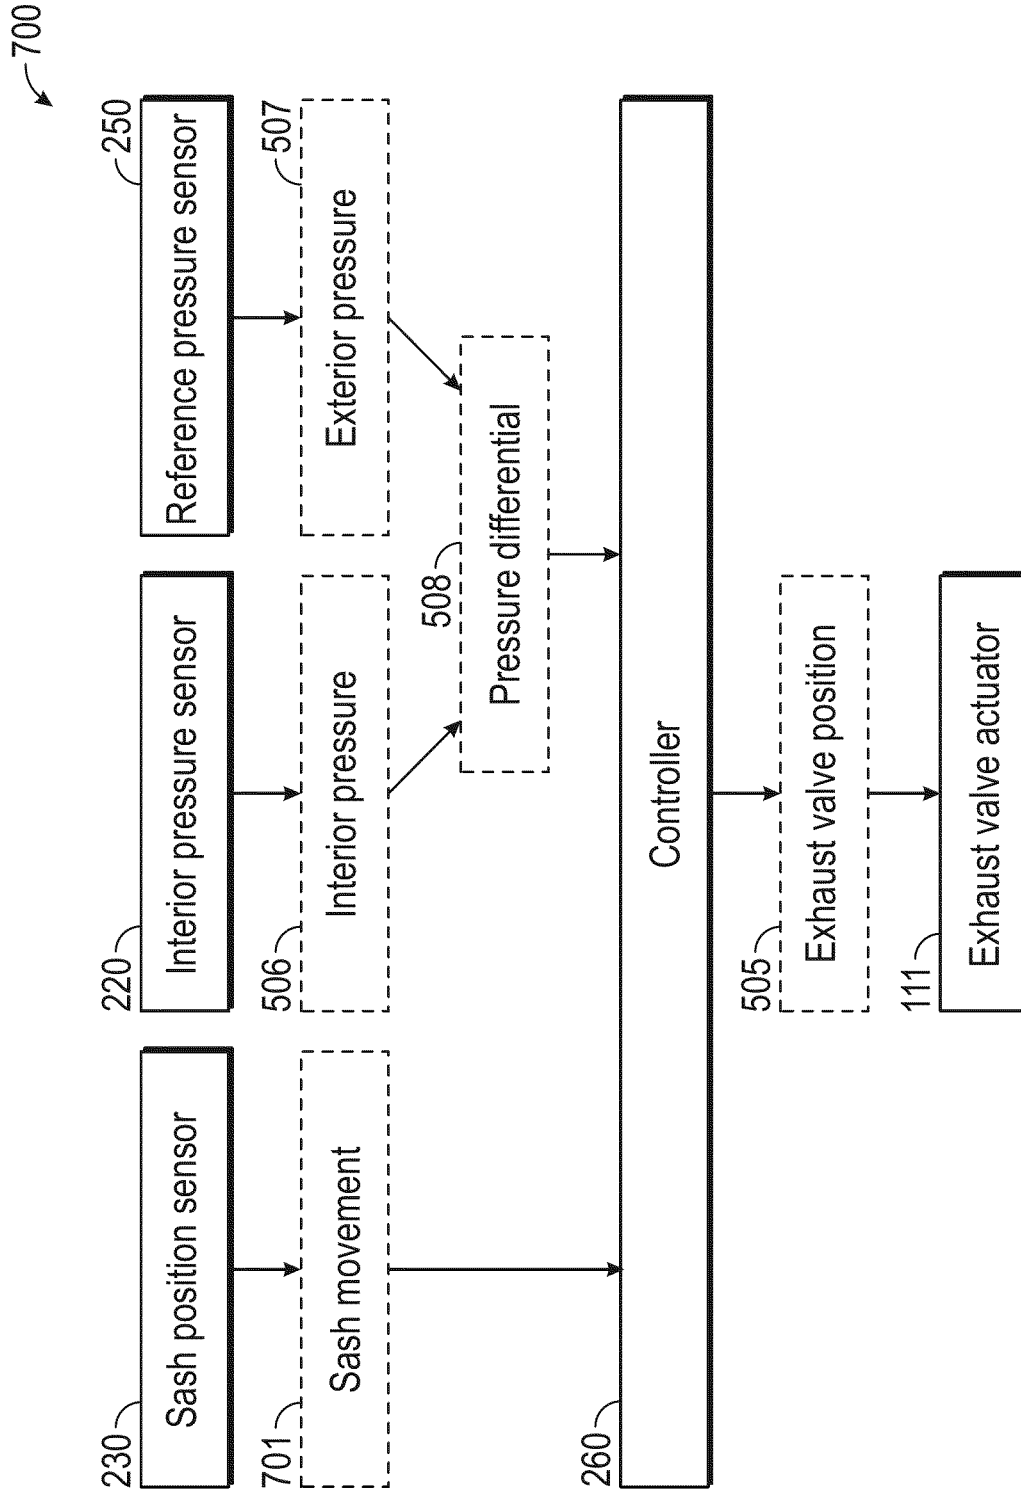 700
230
Sash position sensor
220
Interior pressure sensor
250
Reference pressure sensor
701
Sash movement
506
Interior pressure
507
Exterior pressure
508
Pressure differential
260
Controller
505
Exhaust valve position
111
Exhaust valve actuator